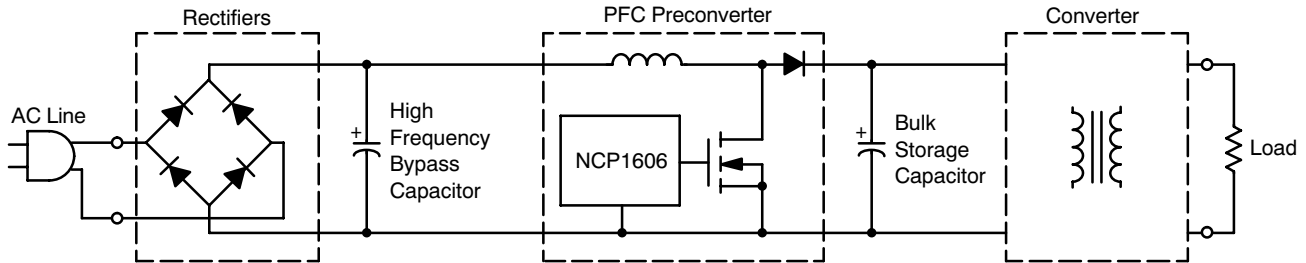 Rectifiers
PFC Preconverter
Converter
AC Line
+
High
Frequency
Bypass
Capacitor
NCP1606
+
Bulk
Storage
Capacitor
Load